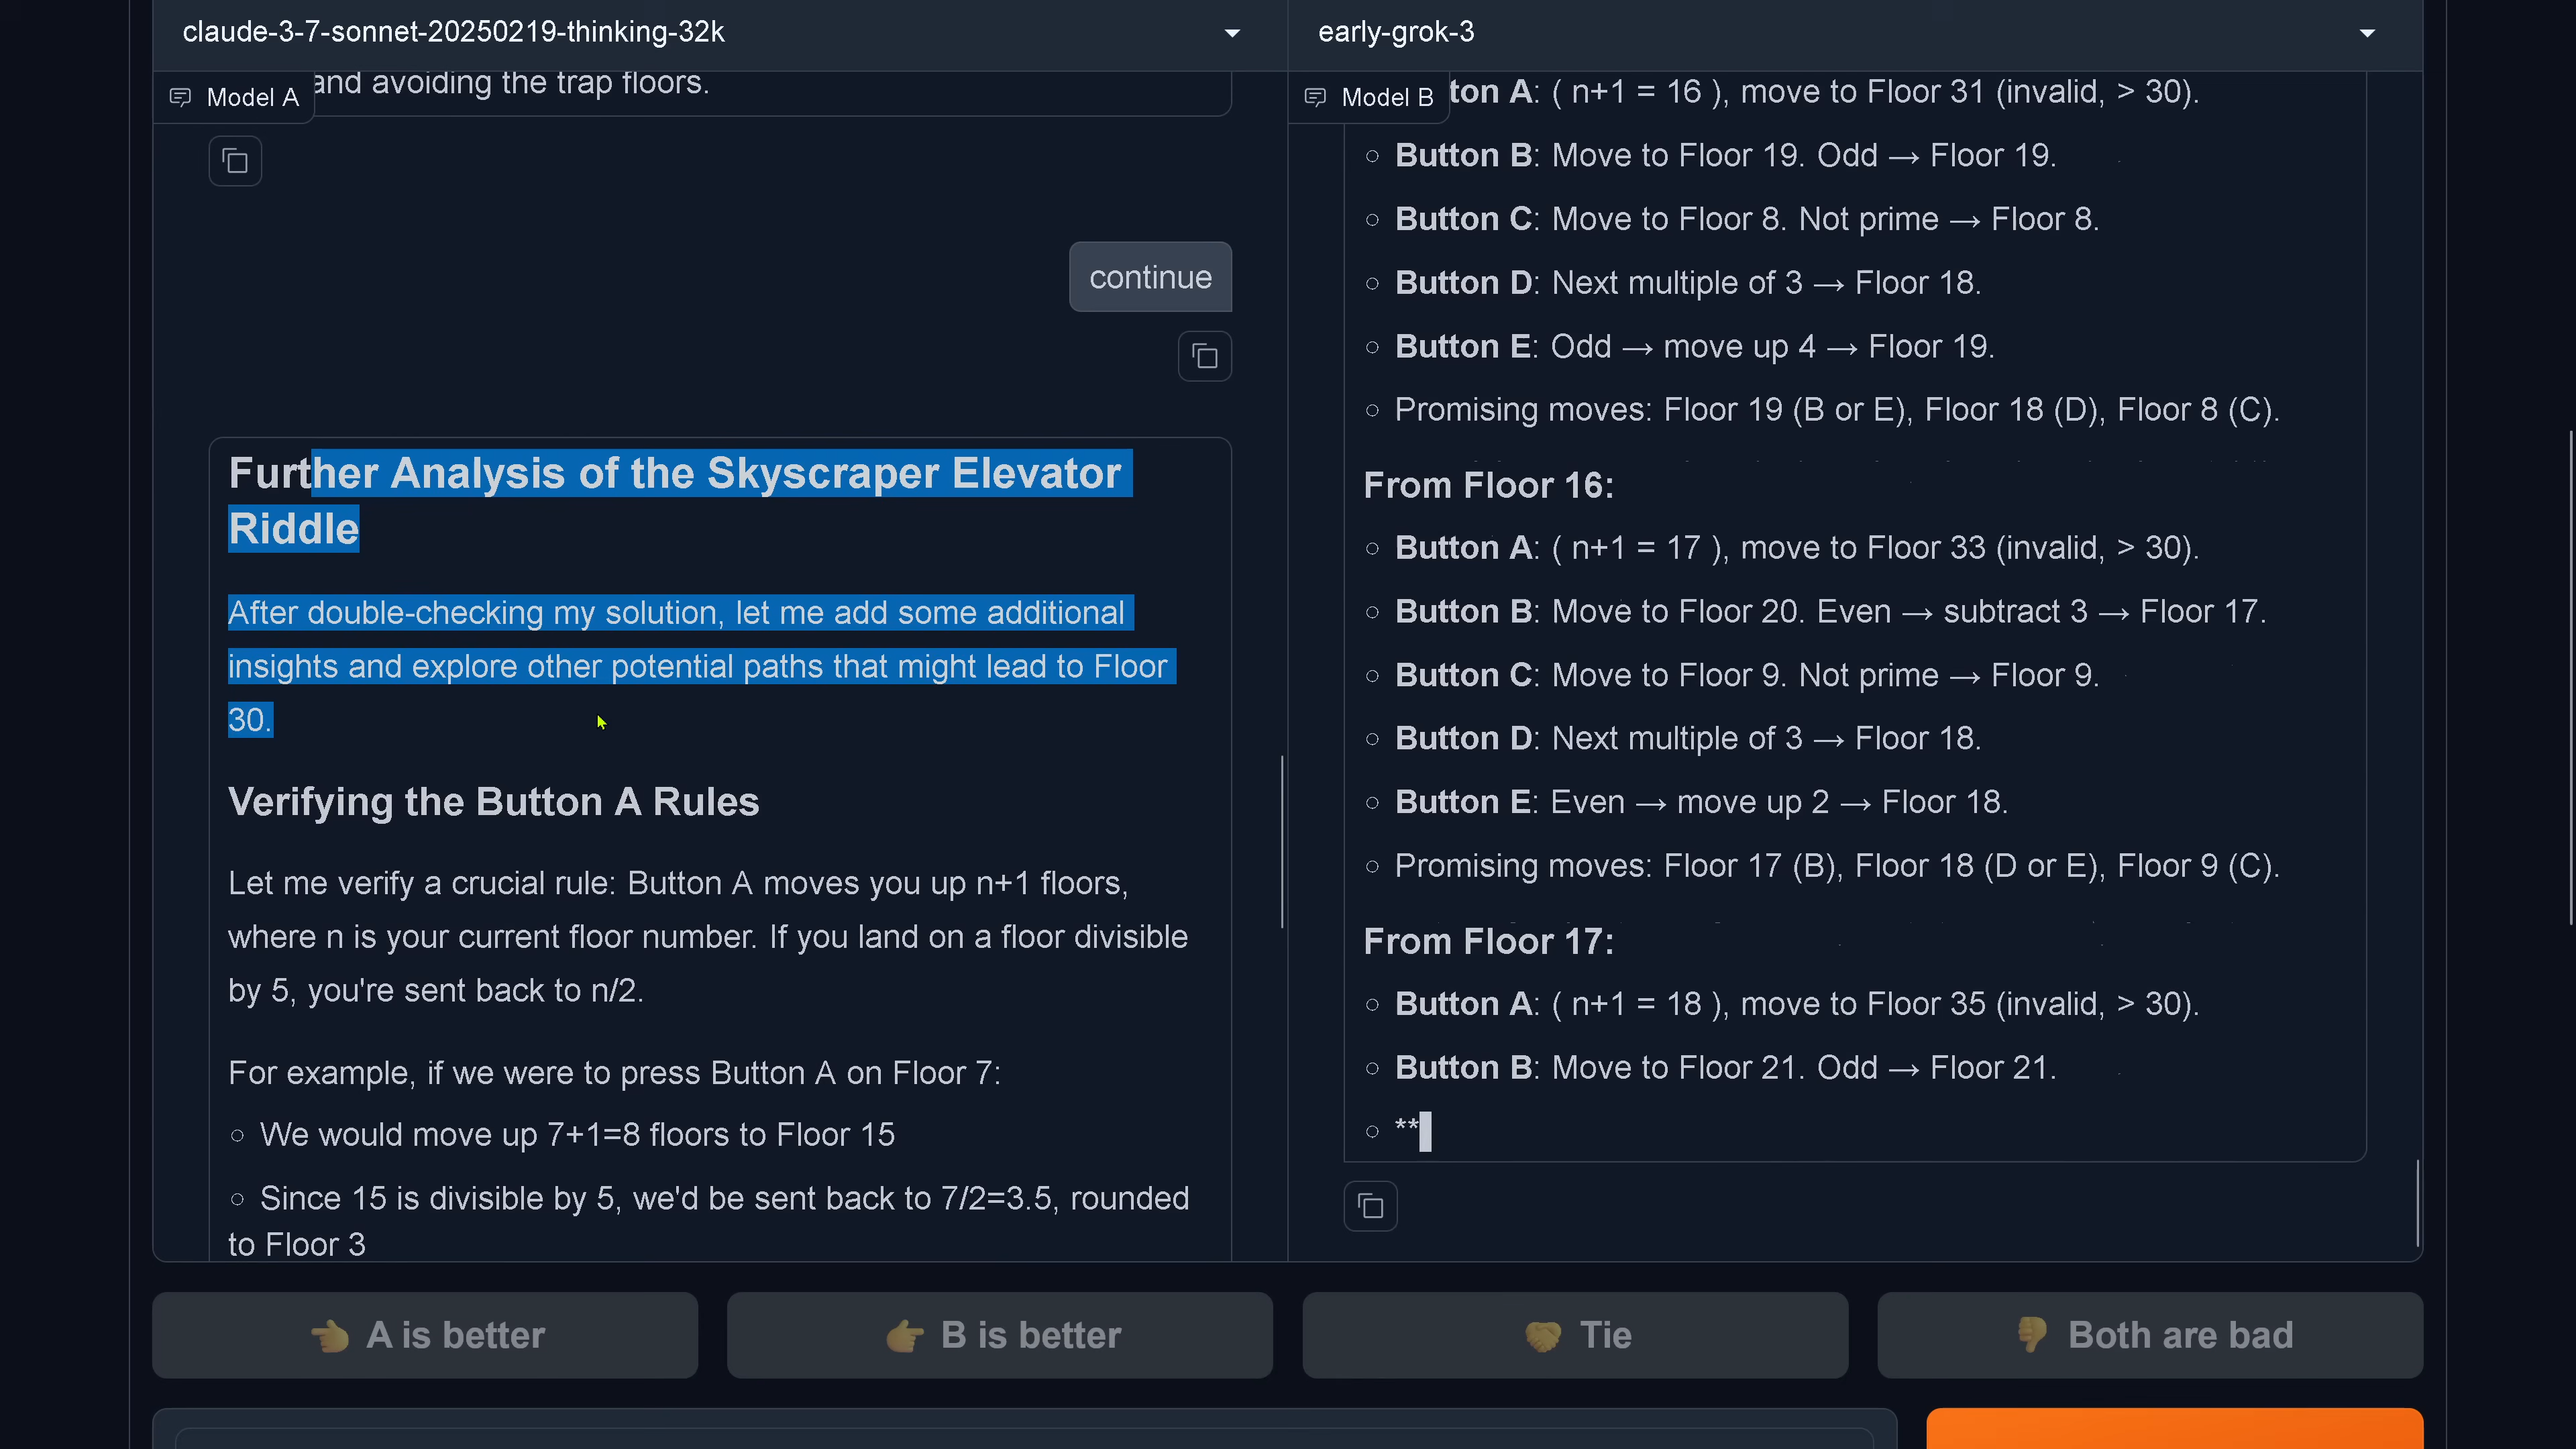 claude-3-7-sonnet-20250219-thinking-32k
Model A
and avoiding the trap floors.
continue
Further Analysis of the Skyscraper Elevator
Riddle
After double-checking my solution, let me add some additional
insights and explore other potential paths that might lead to Floor
30.
Verifying the Button A Rules
Let me verify a crucial rule: Button A moves you up n+1 floors,
where n is your current floor number. If you land on a floor divisible
by 5, you're sent back to n/2.
For example, if we were to press Button A on Floor 7:
○ We would move up 7+1=8 floors to Floor 15
○ Since 15 is divisible by 5, we'd be sent back to 7/2=3.5, rounded
to Floor 3
early-grok-3
Model B
ton A: ( n+1 = 16 ), move to Floor 31 (invalid, > 30).
○ Button B: Move to Floor 19. Odd → Floor 19.
○ Button C: Move to Floor 8. Not prime → Floor 8.
○ Button D: Next multiple of 3 → Floor 18.
○ Button E: Odd → move up 4 → Floor 19.
○ Promising moves: Floor 19 (B or E), Floor 18 (D), Floor 8 (C).
From Floor 16:
○ Button A: ( n+1 = 17 ), move to Floor 33 (invalid, > 30).
○ Button B: Move to Floor 20. Even → subtract 3 → Floor 17.
○ Button C: Move to Floor 9. Not prime → Floor 9.
○ Button D: Next multiple of 3 → Floor 18.
○ Button E: Even → move up 2 → Floor 18.
○ Promising moves: Floor 17 (B), Floor 18 (D or E), Floor 9 (C).
From Floor 17:
○ Button A: ( n+1 = 18 ), move to Floor 35 (invalid, > 30).
○ Button B: Move to Floor 21. Odd → Floor 21.
○ **
👈 A is better
👉 B is better
🤝 Tie
👎 Both are bad